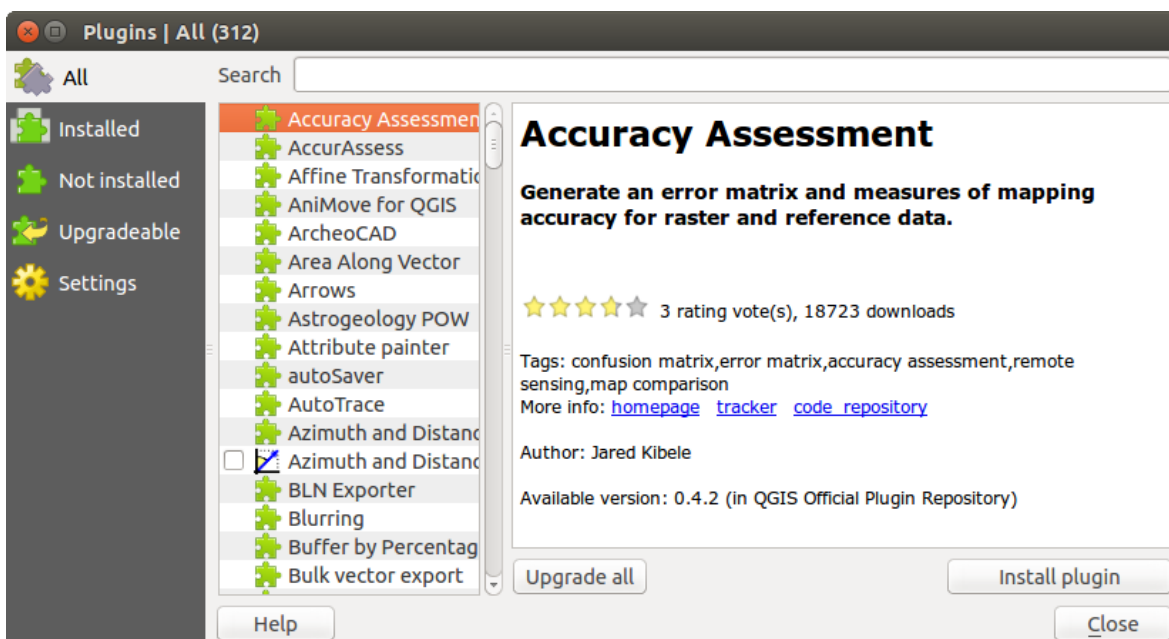 Plugins | All (312)
All
Installed
Not installed
Upgradeable
Settings
Search
Accuracy Assessmen
AccurAssess
Affine Transformatic
AniMove for QGIS
ArcheoCAD
Area Along Vector
Arrows
Astrogeology POW
Attribute painter
autoSaver
AutoTrace
Azimuth and Distanc
Azimuth and Distanc
BLN Exporter
Blurring
Buffer by Percentag
Bulk vector export
Accuracy Assessment
Generate an error matrix and measures of mapping
accuracy for raster and reference data.
3 rating vote(s), 18723 downloads
Tags: confusion matrix,error matrix,accuracy assessment,remote
sensing,map comparison
More info: homepage tracker code repository
Author: Jared Kibele
Available version: 0.4.2 (in QGIS Official Plugin Repository)
Upgrade all
Install plugin
Help
Close